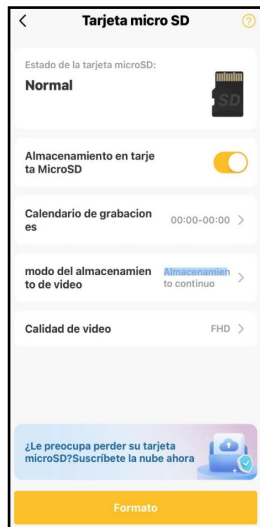 Tarjeta micro SD
Estado de la tarjeta microSD:
Normal
SD
Almacenamiento en tarje
ta MicroSD
Calendario de grabacion
es
00:00-00:00
modo del almacenamien
to de video
Almacenamien
to continuo
Calidad de video
FHD
¿Le preocupa perder su tarjeta
microSD?Suscríbete la nube ahora
Formato